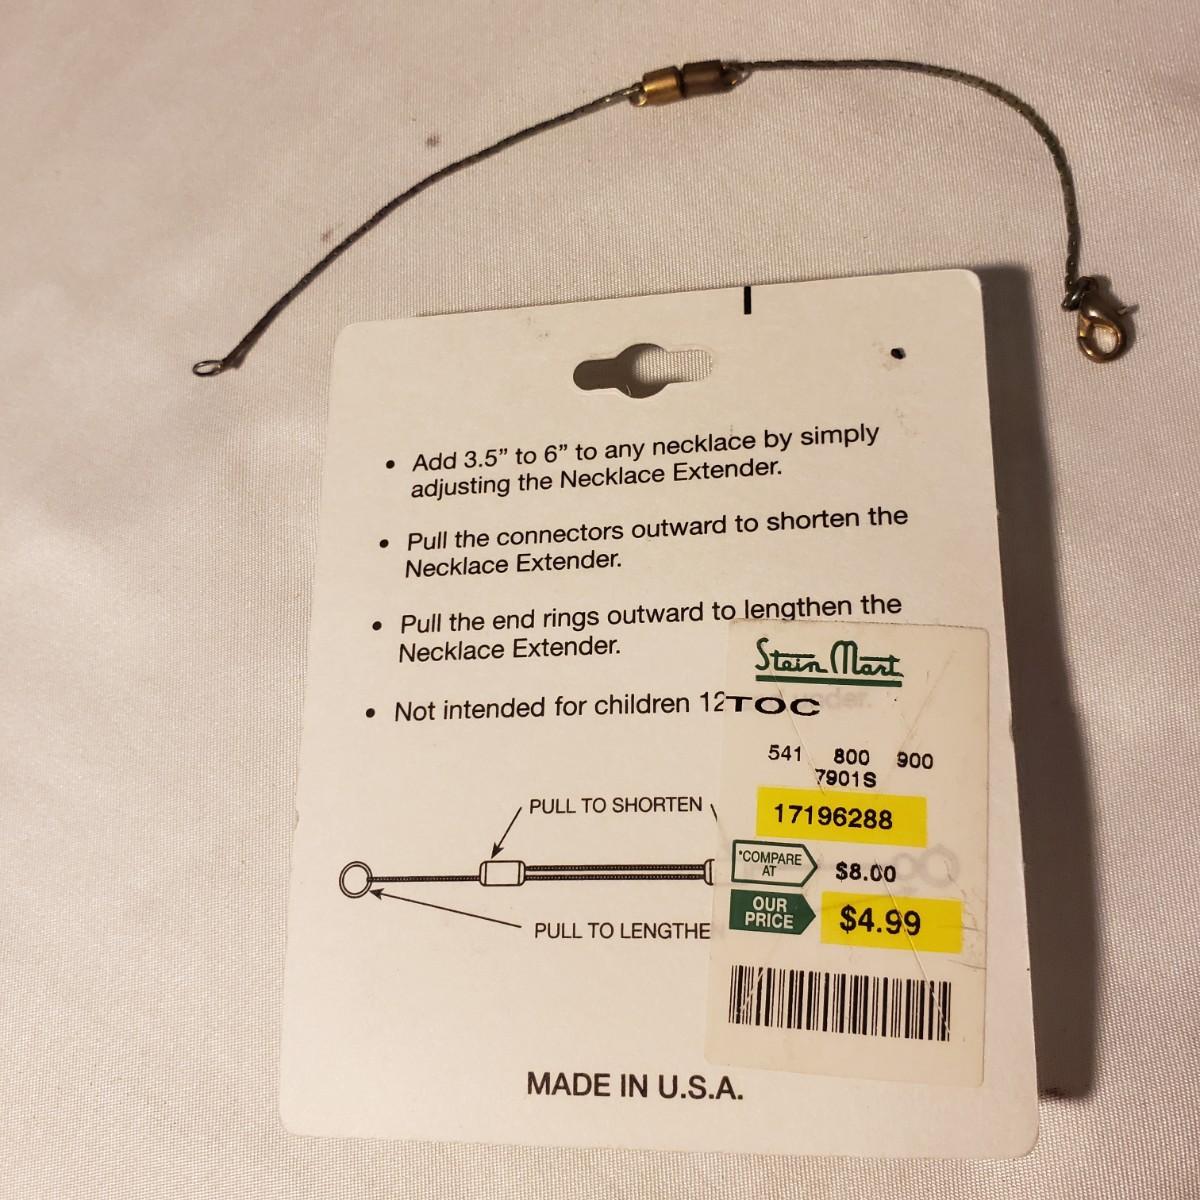 • Add 3.5” to 6” to any necklace by simply
adjusting the Necklace Extender.
• Pull the connectors outward to shorten the
Necklace Extender.
• Pull the end rings outward to lengthen the
Necklace Extender.
• Not intended for children 12 under.
Stein Mart
TOC
541 800 900
7901S
17196288
*COMPARE
AT
$8.00
OUR
PRICE
$4.99
PULL TO SHORTEN
PULL TO LENGTHEN
MADE IN U.S.A.